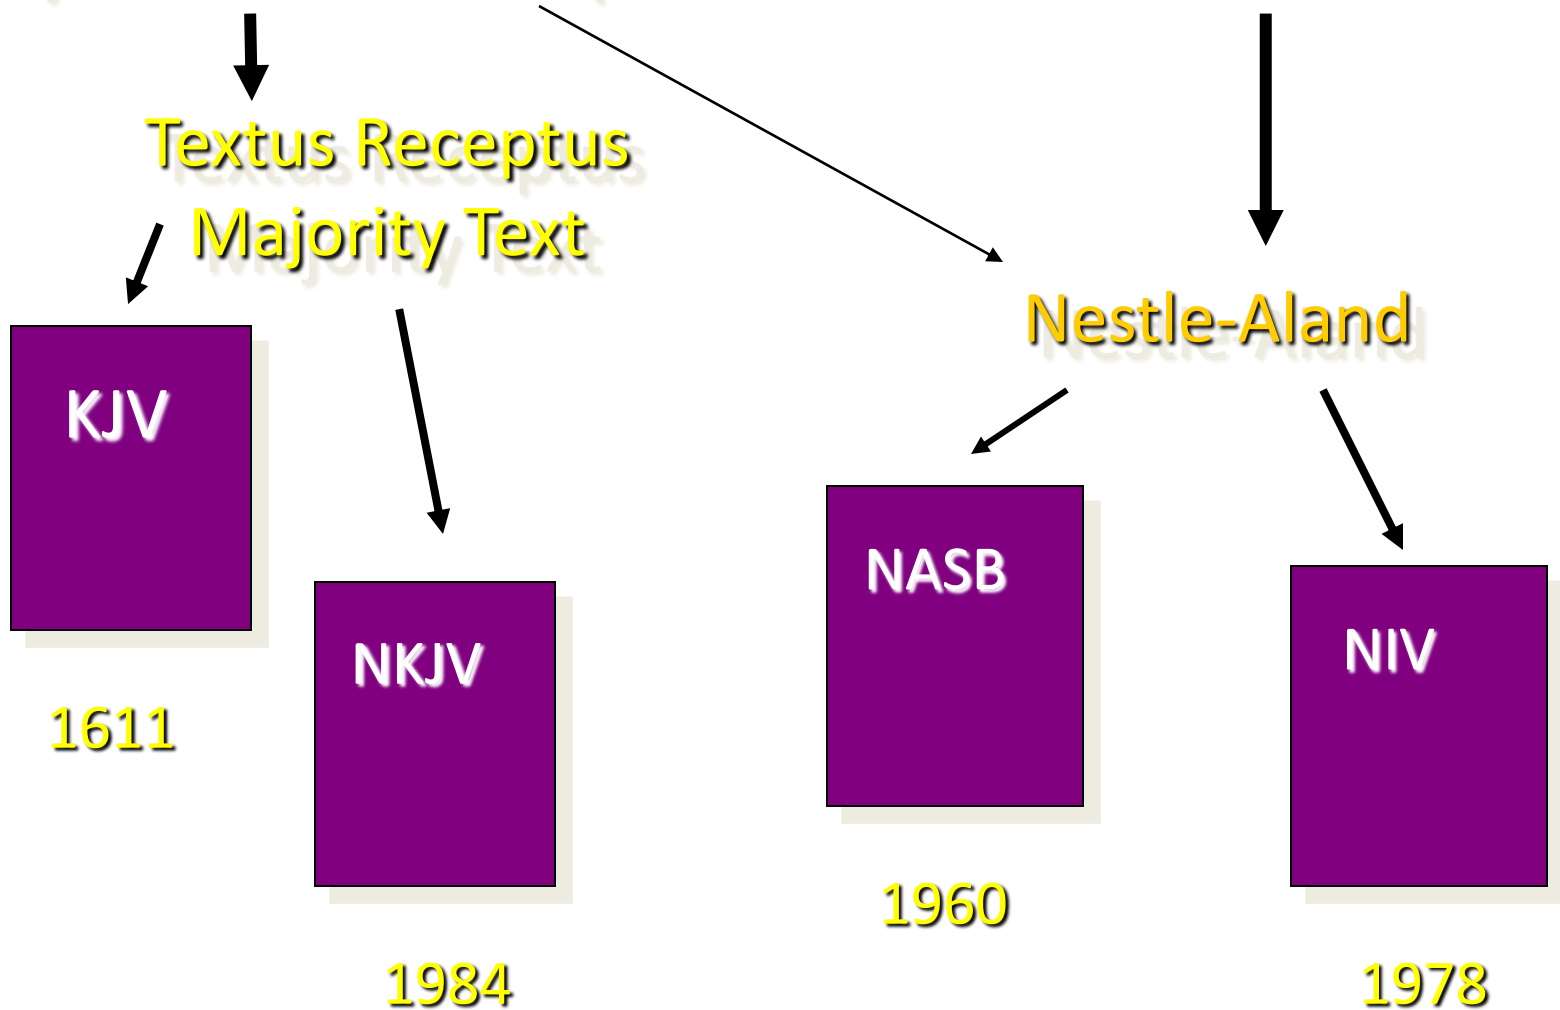 Textus Receptus
Majority Text
Nestle-Aland
KJV
NASB
NKJV
NIV
1611
1960
1984
1978